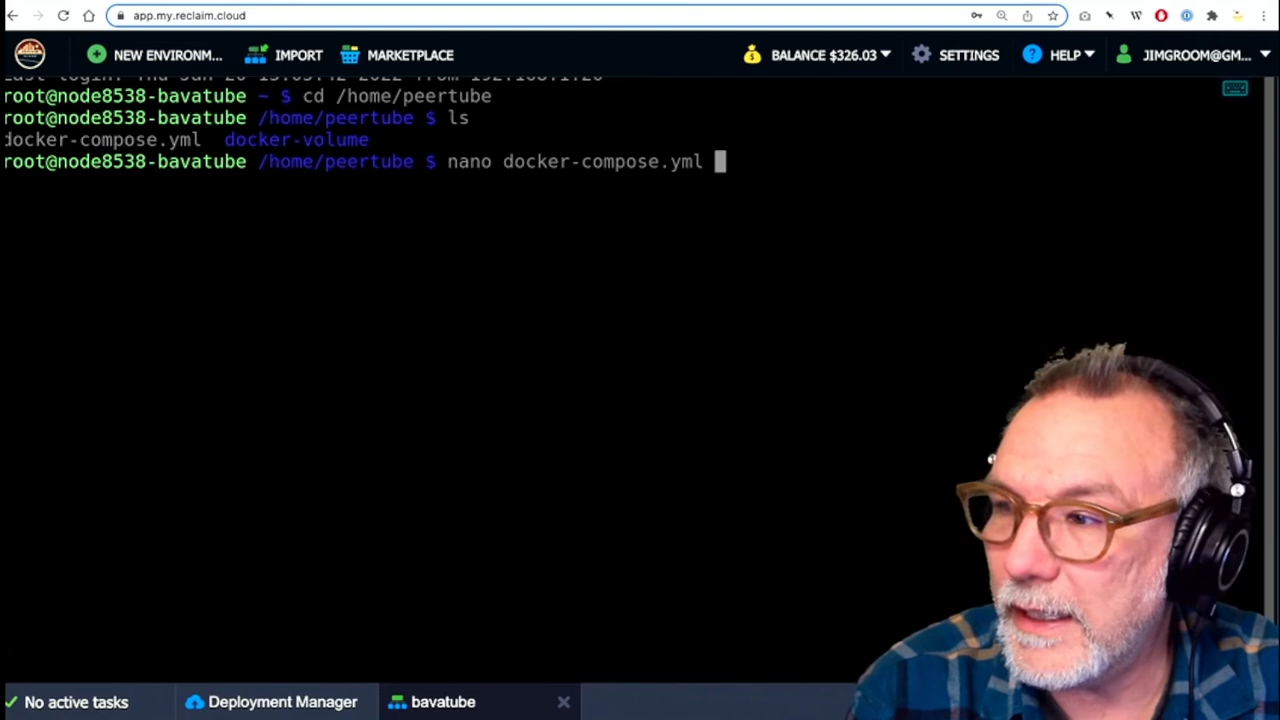 app.my.reclaim.cloud
NEW ENVIRONM... IMPORT MARKETPLACE BALANCE $326.03 SETTINGS HELP JIMGROOM@GM...
root@node8538-bavatube ~ $ cd /home/peertube
root@node8538-bavatube /home/peertube $ ls
docker-compose.yml docker-volume
root@node8538-bavatube /home/peertube $ nano docker-compose.yml
No active tasks Deployment Manager bavatube